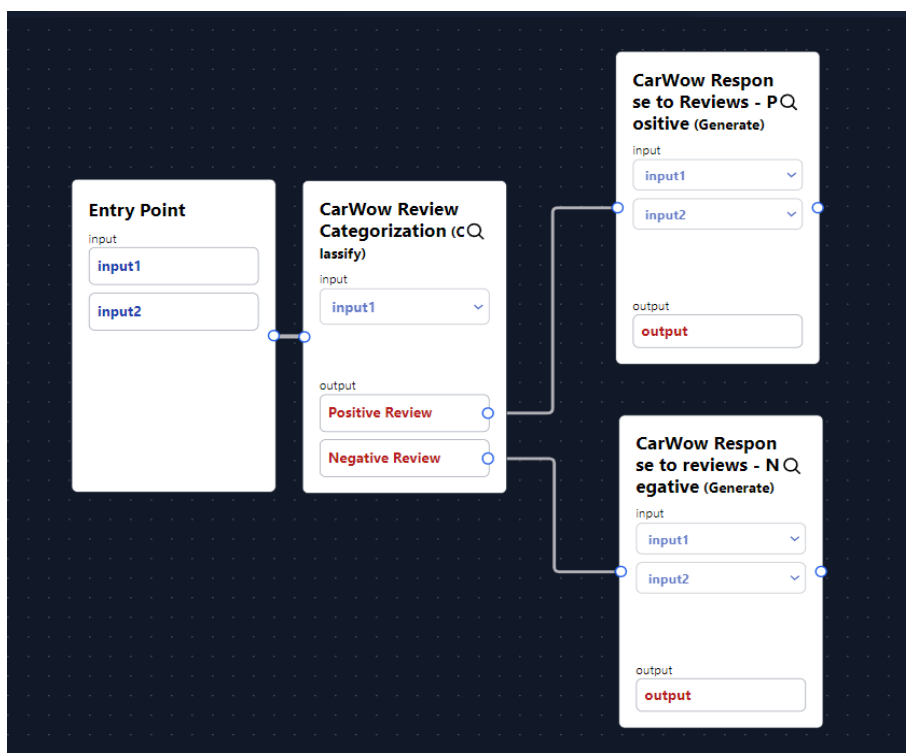 Entry Point
input
input1
input2
CarWow Review
Categorization (C
lassify)
input
input1
output
Positive Review
Negative Review
CarWow Respon
se to Reviews - P
ositive (Generate)
input
input1
input2
output
output
CarWow Respon
se to reviews - N
egative (Generate)
input
input1
input2
output
output